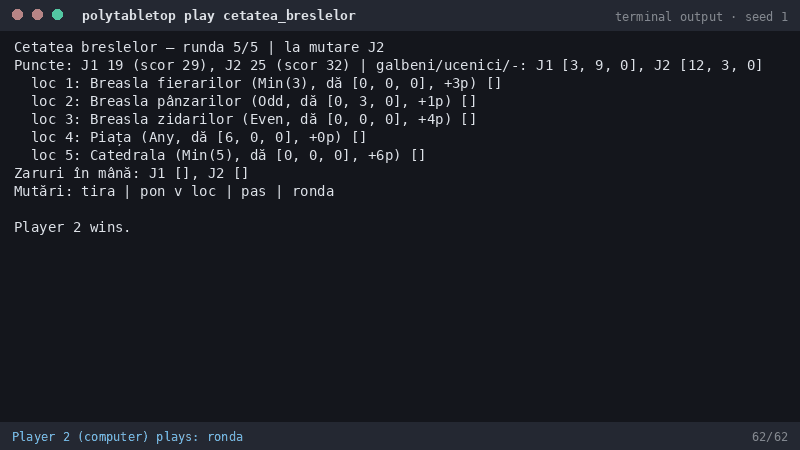 polytabletop play cetatea_breslelor
terminal output · seed 1
Cetatea breslelor — runda 5/5 | la mutare J2
Puncte: J1 19 (scor 29), J2 25 (scor 32) | galbeni/ucenici/-: J1 [3, 9, 0], J2 [12, 3, 0]
loc 1: Breasla fierarilor (Min(3), dă [0, 0, 0], +3p) []
loc 2: Breasla pânzarilor (Odd, dă [0, 3, 0], +1p) []
loc 3: Breasla zidarilor (Even, dă [0, 0, 0], +4p) []
loc 4: Piața (Any, dă [6, 0, 0], +0p) []
loc 5: Catedrala (Min(5), dă [0, 0, 0], +6p) []
Zaruri în mână: J1 [], J2 []
Mutări: tira | pon v loc | pas | ronda
Player 2 wins.
Player 2 (computer) plays: ronda
62/62